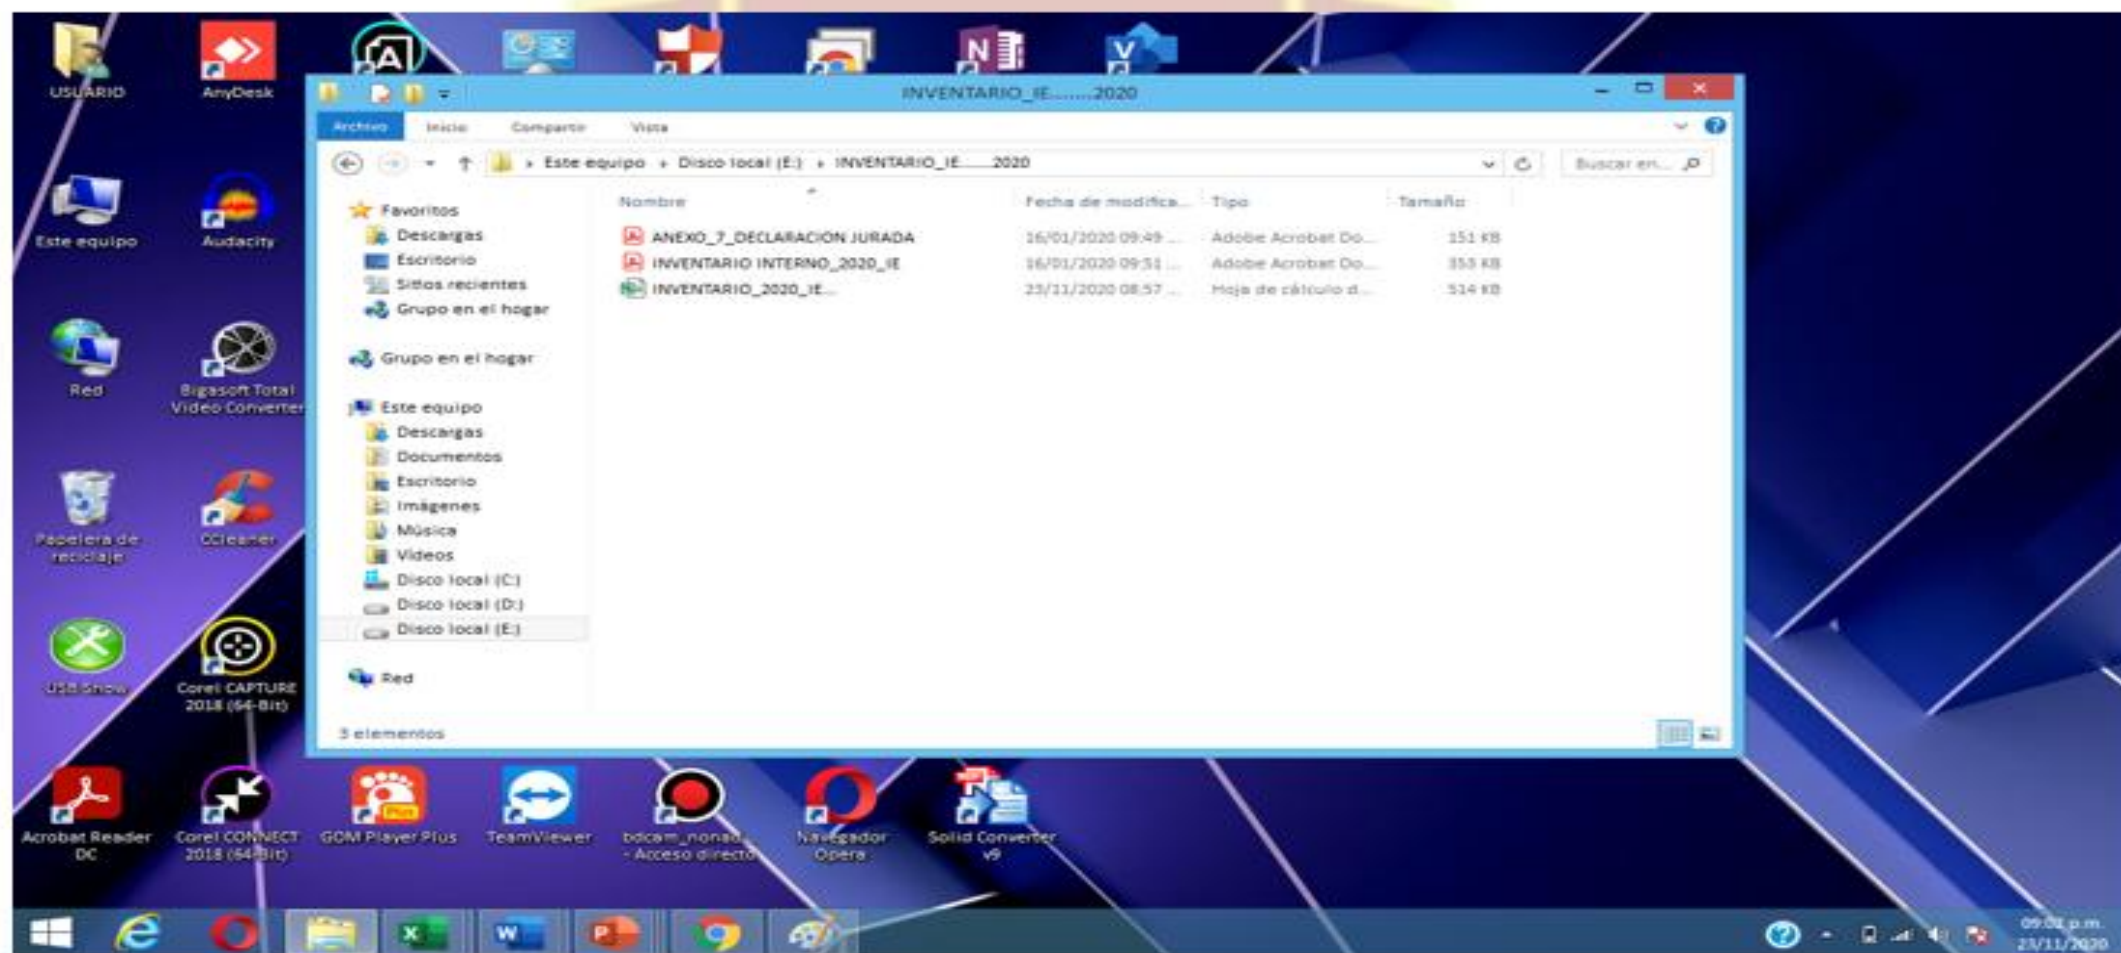 USUARIO
AnyDesk
INVENTARIO_IE........2020
Archivo Inicio Compartir Vista
Este equipo Disco local (E:) INVENTARIO_IE........2020
Buscar en...
Nombre Fecha de modifica... Tipo Tamaño
ANEXO_7_DECLARACION JURADA 16/01/2020 09:49 ... Adobe Acrobat Do... 151 KB
INVENTARIO INTERNO_2020_IE 16/01/2020 09:51 ... Adobe Acrobat Do... 353 KB
INVENTARIO_2020_IE... 23/11/2020 08:57 ... Hoja de cálculo d... 514 KB
Favoritos
Descargas
Escritorio
Sitios recientes
Grupo en el hogar
Grupo en el hogar
Este equipo
Descargas
Documentos
Escritorio
Imágenes
Música
Vídeos
Disco local (C:)
Disco local (D:)
Disco local (E:)
Red
3 elementos
Este equipo
Audacity
Red
Bigasoft Total
Video Converter
Papelera de
reciclaje
CCleaner
USB Show
Corel CAPTURE
2018 (64-Bit)
Acrobat Reader
DC
Corel CONNECT
2018 (64-Bit)
GOM Player Plus
TeamViewer
bdcam_nonad...
- Acceso directo
Navegador
Opera
Solid Converter
v9
09:02 p.m.
23/11/2020